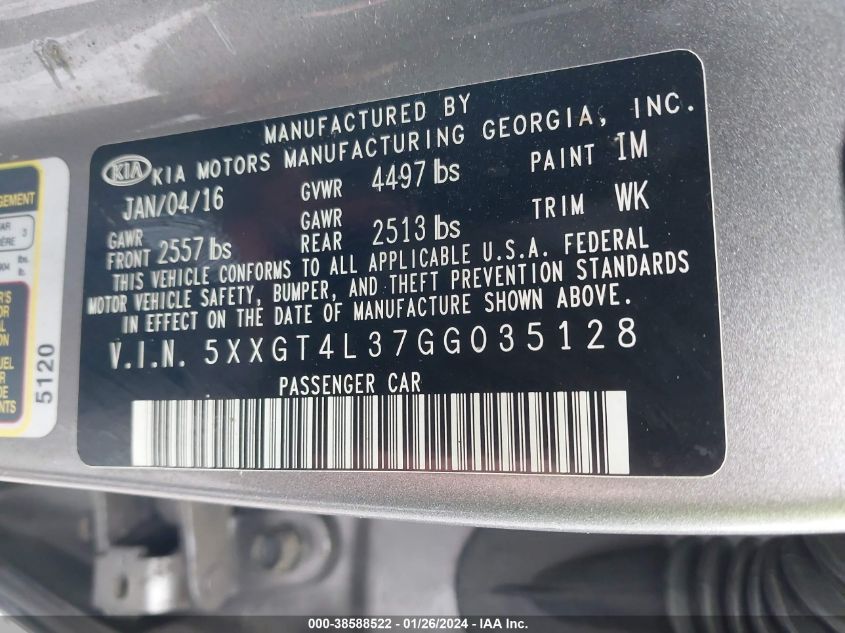 MANUFACTURED BY
KIA KIA MOTORS MANUFACTURING GEORGIA, INC.
JAN/04/16 GVWR 4497 lbs PAINT IM
GAWR FRONT 2557 lbs GAWR REAR 2513 lbs TRIM WK
THIS VEHICLE CONFORMS TO ALL APPLICABLE U.S.A. FEDERAL
MOTOR VEHICLE SAFETY, BUMPER, AND THEFT PREVENTION STANDARDS
IN EFFECT ON THE DATE OF MANUFACTURE SHOWN ABOVE.
V.I.N. 5XXGT4L37GG035128
PASSENGER CAR
5120
000-38588522 - 01/26/2024 - IAA Inc.